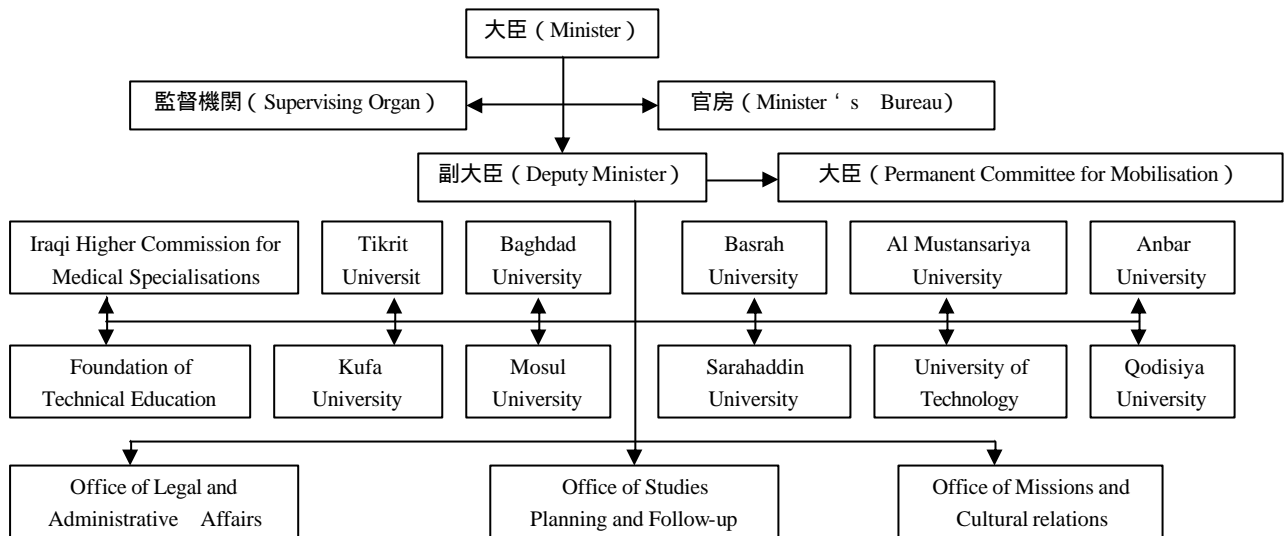 大臣（Minister）
監督機関（Supervising Organ）
官房（Minister‘s Bureau）
副大臣（Deputy Minister）
大臣（Permanent Committee for Mobilisation）
Iraqi Higher Commission for
Medical Specialisations
Tikrit
Universit
Baghdad
University
Basrah
University
Al Mustansariya
University
Anbar
University
Foundation of
Technical Education
Kufa
University
Mosul
University
Sarahaddin
University
University of
Technology
Qodisiya
University
Office of Legal and
Administrative Affairs
Office of Studies
Planning and Follow-up
Office of Missions and
Cultural relations